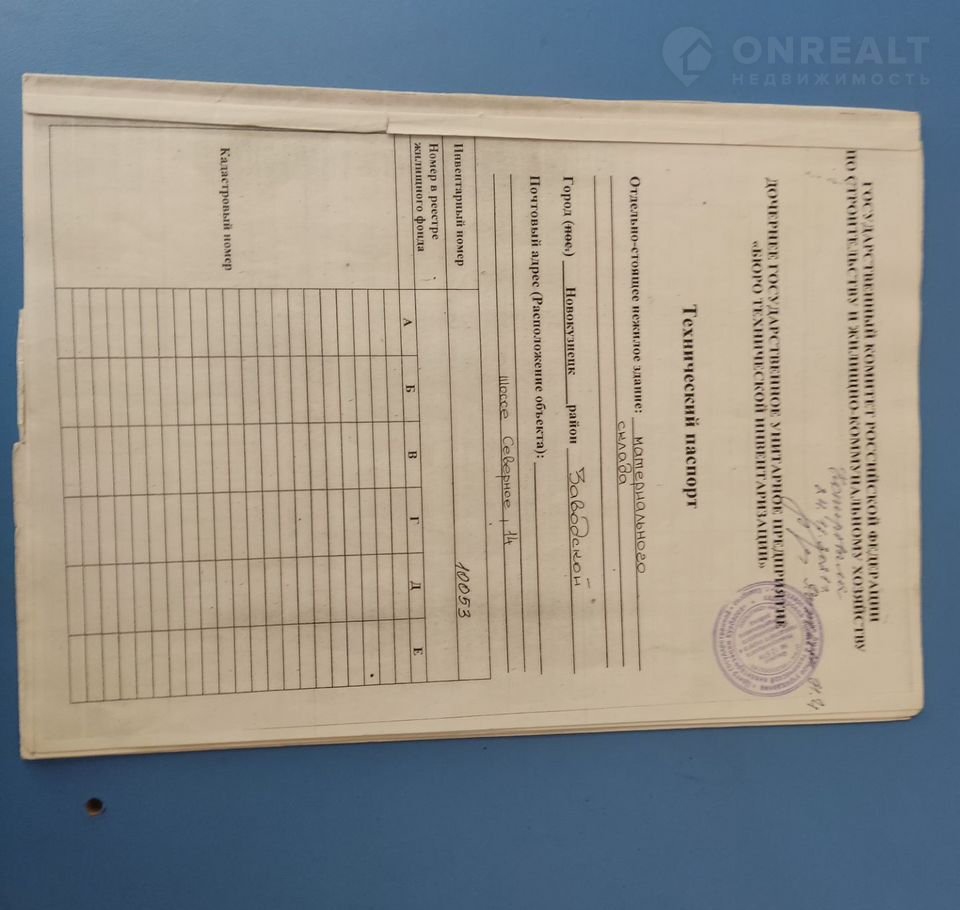 ONREALT
НЕДВИЖИМОСТЬ
ГОСУДАРСТВЕННЫЙ КОМИТЕТ РОССИЙСКОЙ ФЕДЕРАЦИИ
ПО СТРОИТЕЛЬСТВУ И ЖИЛИЩНО-КОММУНАЛЬНОМУ ХОЗЯЙСТВУ
ДОЧЕРНЕЕ ГОСУДАРСТВЕННОЕ УНИТАРНОЕ ПРЕДПРИЯТИЕ
«БЮРО ТЕХНИЧЕСКОЙ ИНВЕНТАРИЗАЦИИ»
Технический паспорт
Отдельно-стоящее нежилое здание: материального
склада
Город (пос.) Новокузнецк район Заводской
Почтовый адрес (Расположение объекта):
шоссе Северное, 14
Инвентарный номер 10053
Номер в реестре
жилищного фонда
А Б В Г Д Е
Кадастровый номер